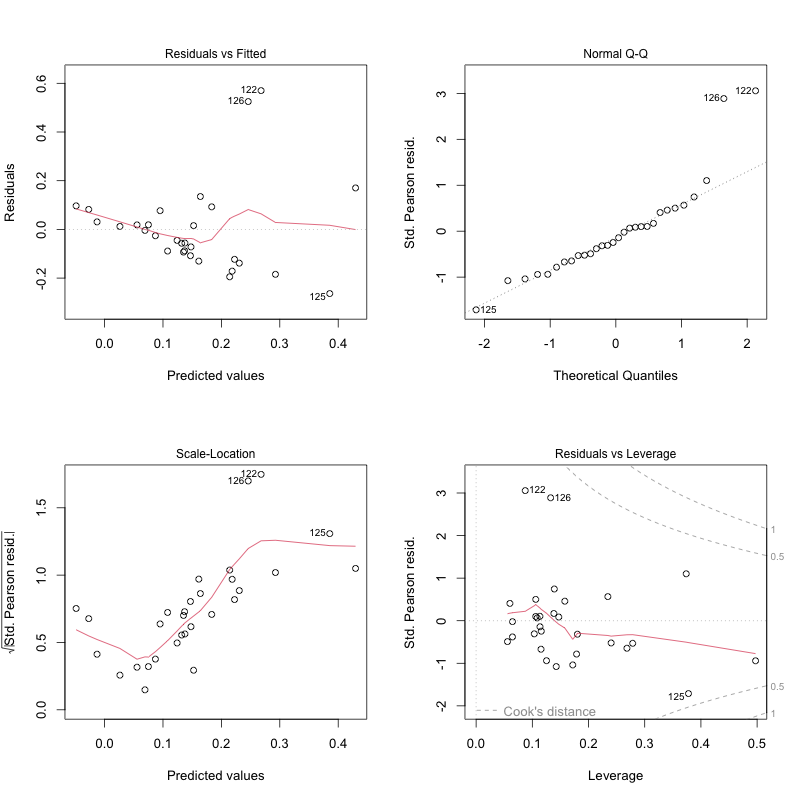 Residuals vs Fitted
Residuals
0.6
0.4
0.2
0.0
-0.2
122
126
125
0.0 0.1 0.2 0.3 0.4
Predicted values
Normal Q-Q
Std. Pearson resid.
3
2
1
0
-1
126 122
125
-2 -1 0 1 2
Theoretical Quantiles
Scale-Location
√|Std. Pearson resid.|
1.5
1.0
0.5
0.0
122
126
125
0.0 0.1 0.2 0.3 0.4
Predicted values
Residuals vs Leverage
Std. Pearson resid.
3
2
1
0
-1
-2
122
126
125
1
0.5
0.5
1
Cook's distance
0.0 0.1 0.2 0.3 0.4 0.5
Leverage